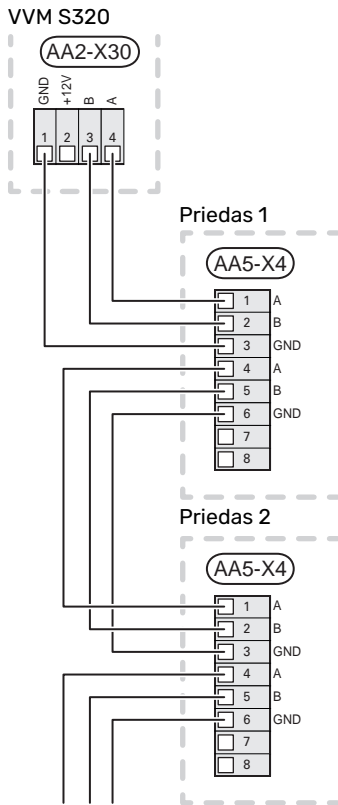 VVM S320
AA2-X30
GND +12V B A
1 2 3 4
Priedas 1
AA5-X4
1 A
2 B
3 GND
4 A
5 B
6 GND
7
8
Priedas 2
AA5-X4
1 A
2 B
3 GND
4 A
5 B
6 GND
7
8